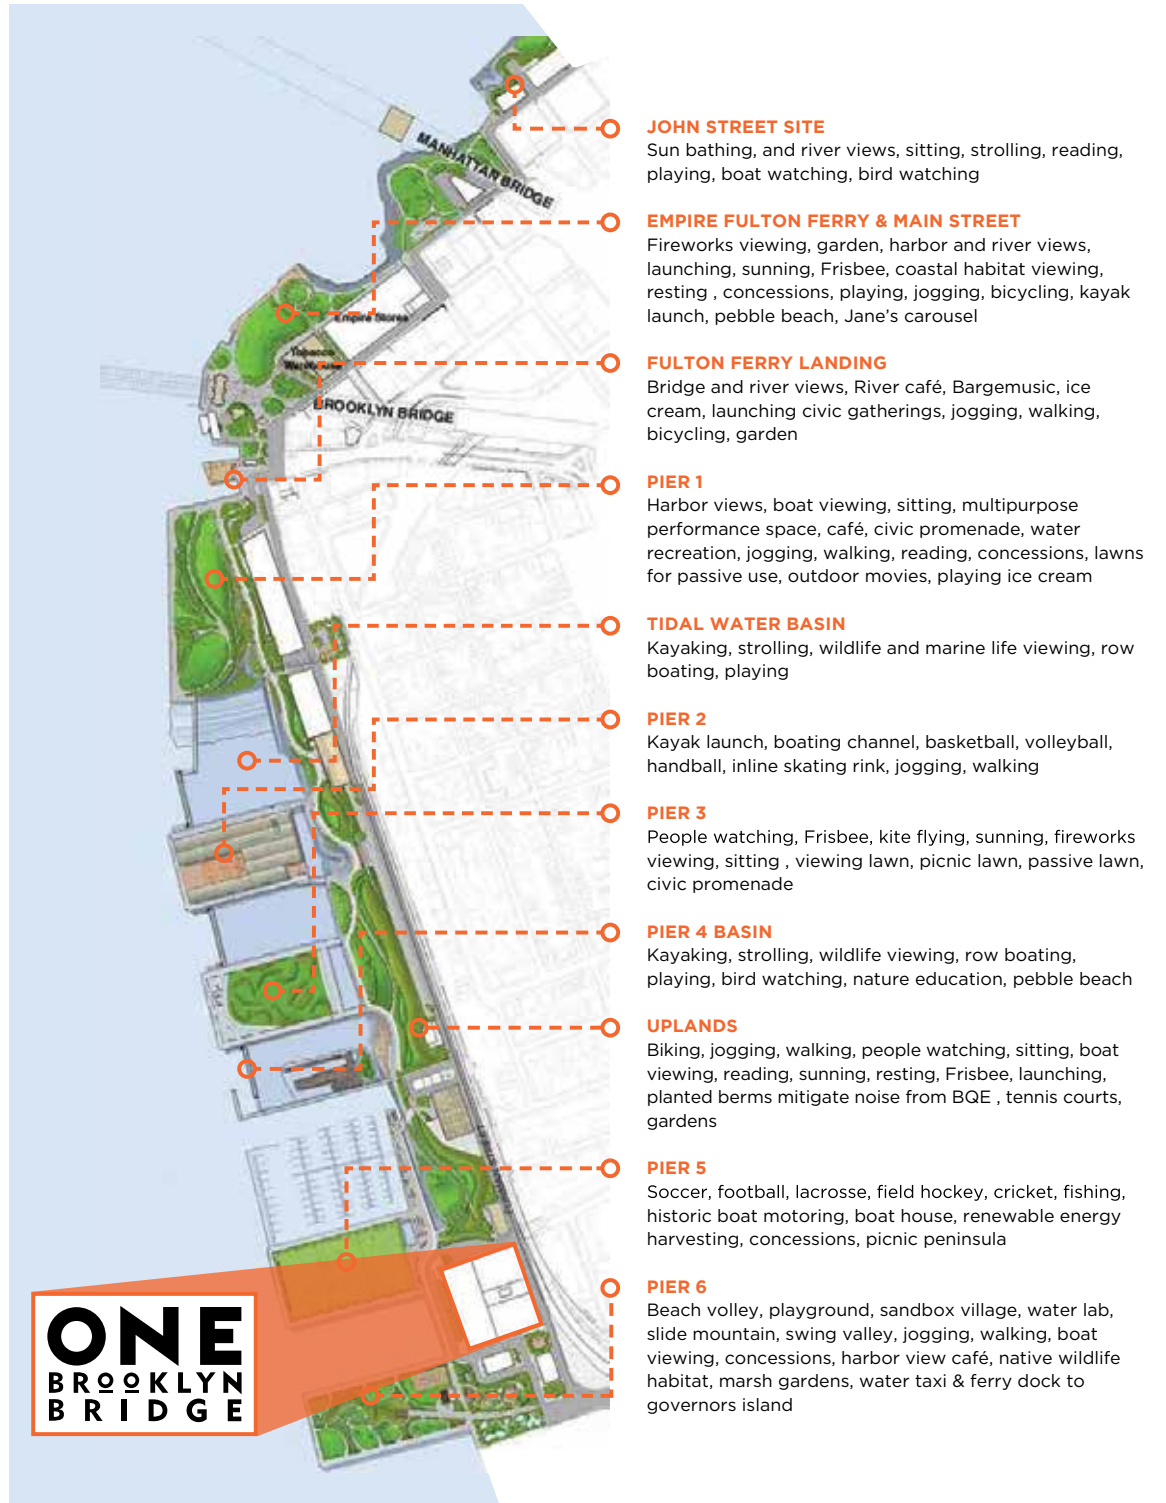 MANHATTAN BRIDGE
Empire Stores
Tobacco
Warehouse
BROOKLYN BRIDGE
JOHN STREET SITE
Sun bathing, and river views, sitting, strolling, reading,
playing, boat watching, bird watching
EMPIRE FULTON FERRY & MAIN STREET
Fireworks viewing, garden, harbor and river views,
launching, sunning, Frisbee, coastal habitat viewing,
resting , concessions, playing, jogging, bicycling, kayak
launch, pebble beach, Jane’s carousel
FULTON FERRY LANDING
Bridge and river views, River café, Bargemusic, ice
cream, launching civic gatherings, jogging, walking,
bicycling, garden
PIER 1
Harbor views, boat viewing, sitting, multipurpose
performance space, café, civic promenade, water
recreation, jogging, walking, reading, concessions, lawns
for passive use, outdoor movies, playing ice cream
TIDAL WATER BASIN
Kayaking, strolling, wildlife and marine life viewing, row
boating, playing
PIER 2
Kayak launch, boating channel, basketball, volleyball,
handball, inline skating rink, jogging, walking
PIER 3
People watching, Frisbee, kite flying, sunning, fireworks
viewing, sitting , viewing lawn, picnic lawn, passive lawn,
civic promenade
PIER 4 BASIN
Kayaking, strolling, wildlife viewing, row boating,
playing, bird watching, nature education, pebble beach
UPLANDS
Biking, jogging, walking, people watching, sitting, boat
viewing, reading, sunning, resting, Frisbee, launching,
planted berms mitigate noise from BQE , tennis courts,
gardens
PIER 5
Soccer, football, lacrosse, field hockey, cricket, fishing,
historic boat motoring, boat house, renewable energy
harvesting, concessions, picnic peninsula
PIER 6
Beach volley, playground, sandbox village, water lab,
slide mountain, swing valley, jogging, walking, boat
viewing, concessions, harbor view café, native wildlife
habitat, marsh gardens, water taxi & ferry dock to
governors island
ONE
BROOKLYN
BRIDGE